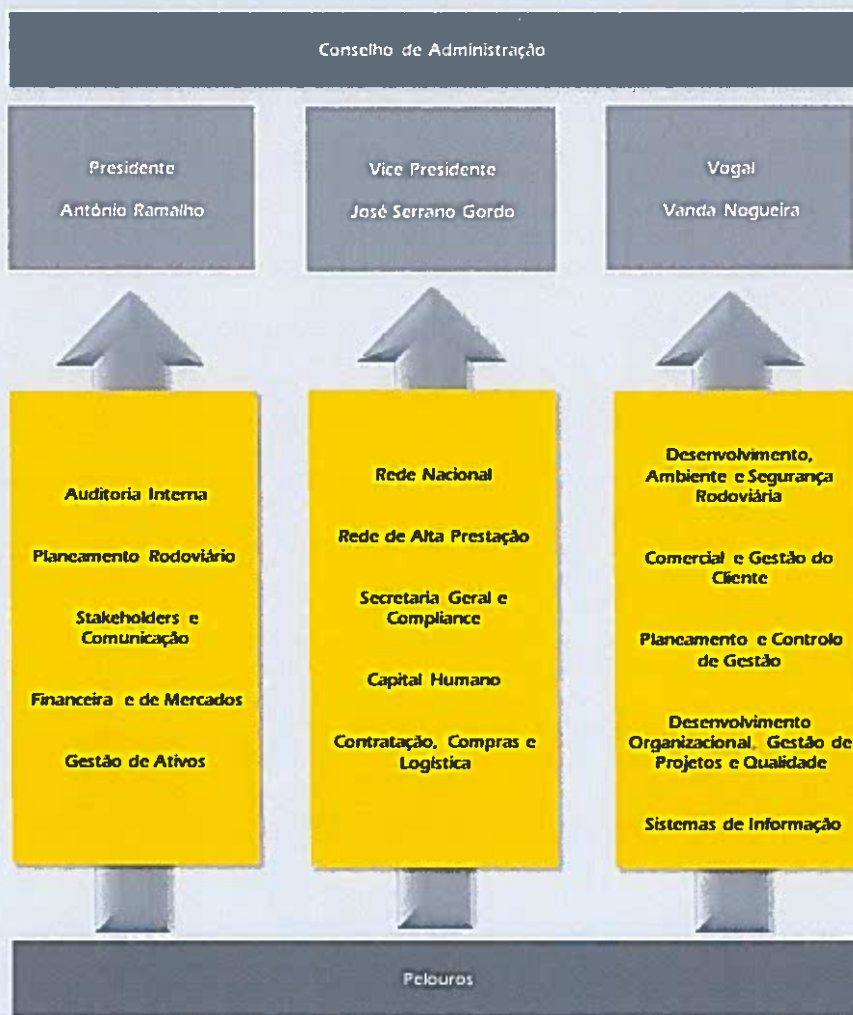 Conselho de Administração
Presidente
António Ramalho
Vice Presidente
José Serrano Gordo
Vogal
Vanda Nogueira
Auditoria Interna
Planeamento Rodoviário
Stakeholders e
Comunicação
Financeira e de Mercados
Gestão de Ativos
Rede Nacional
Rede de Alta Prestação
Secretaria Geral e
Compliance
Capital Humano
Contratação, Compras e
Logística
Desenvolvimento,
Ambiente e Segurança
Rodoviária
Comercial e Gestão do
Cliente
Planeamento e Controlo
de Gestão
Desenvolvimento
Organizacional, Gestão de
Projetos e Qualidade
Sistemas de Informação
Pelouros